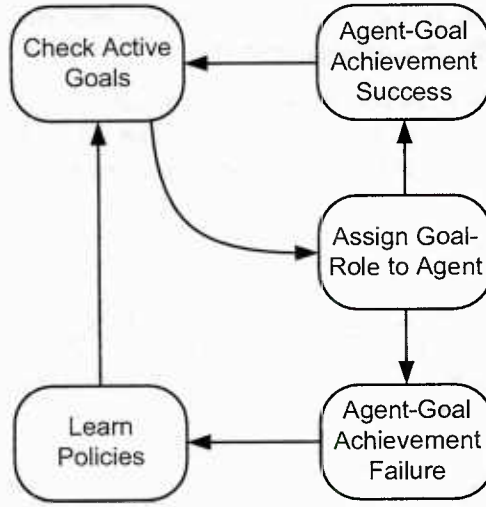 Check Active
Goals
Agent-Goal
Achievement
Success
Assign Goal-
Role to Agent
Learn
Policies
Agent-Goal
Achievement
Failure